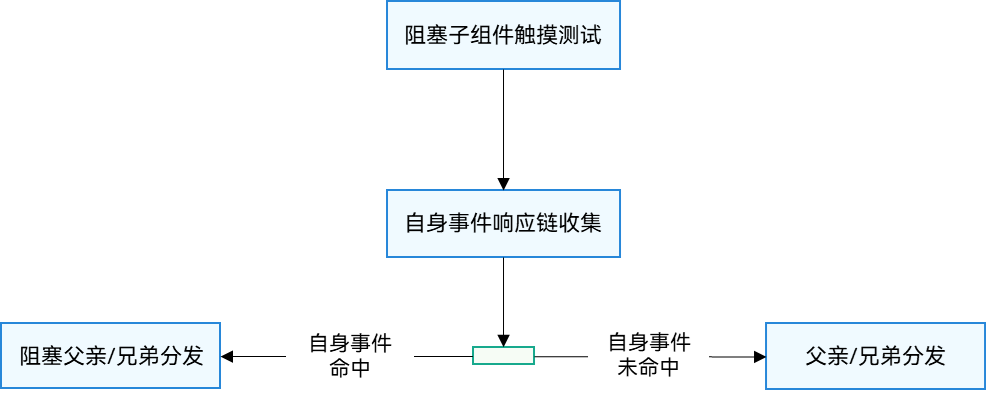 阻塞子组件触摸测试
自身事件响应链收集
阻塞父亲/兄弟分发
自身事件
命中
自身事件
未命中
父亲/兄弟分发